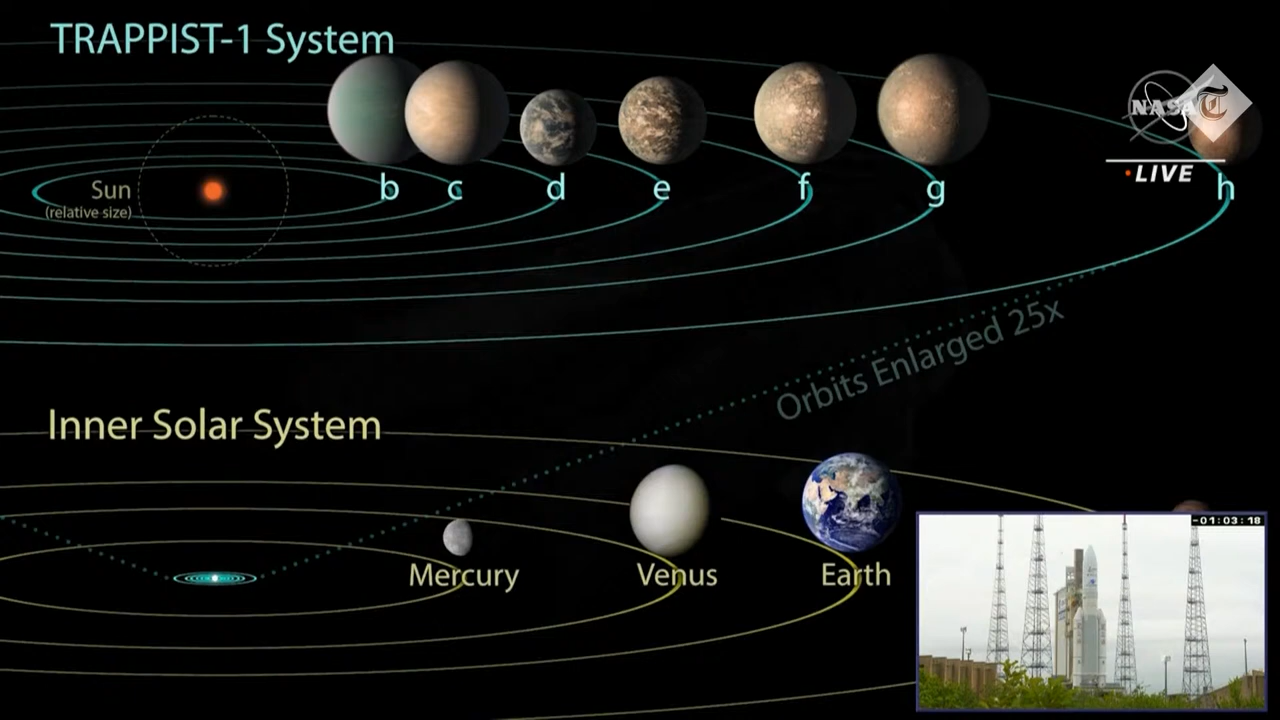 TRAPPIST-1 System
NASA T
LIVE
Sun
(relative size)
b c d e f g h
Orbits Enlarged 25x
Inner Solar System
Mercury Venus Earth
-01:03:18